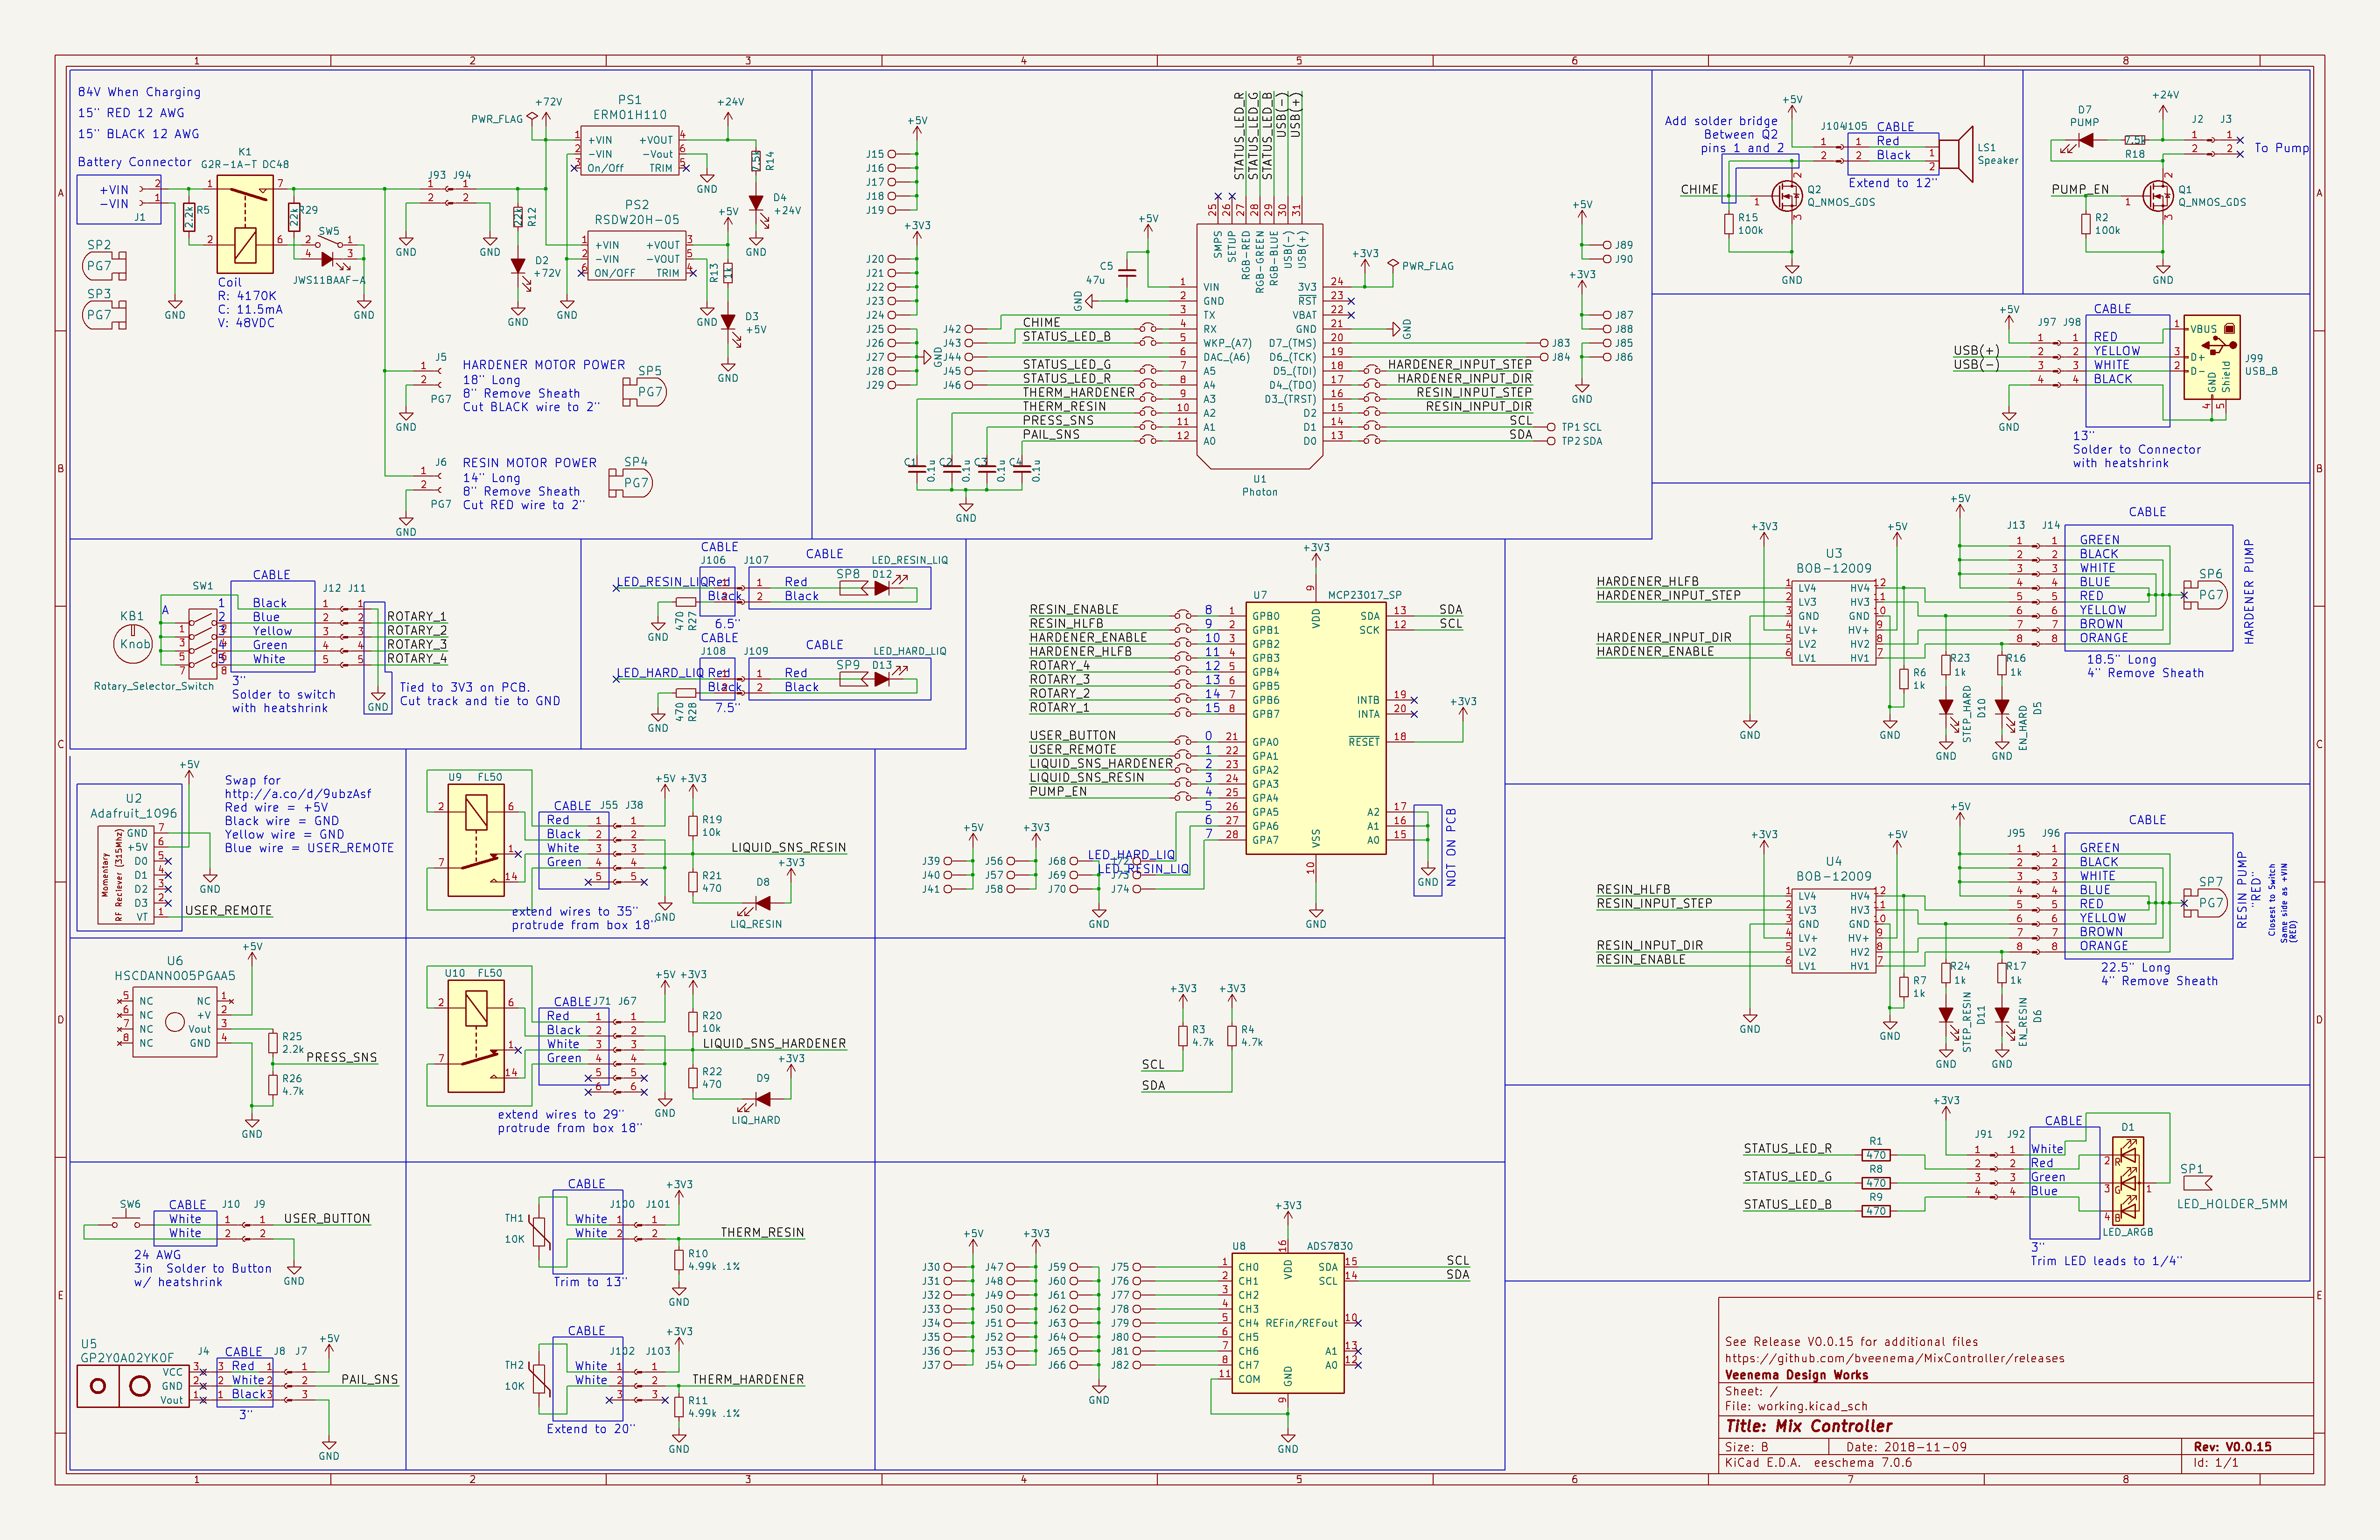 84V When Charging
15" RED 12 AWG
15" BLACK 12 AWG
Battery Connector
+VIN
-VIN
J1
SP2
PG7
SP3
PG7
K1
G2R-1A-T DC48
R5
2.2k
R29
22k
SW5
JWS11BAAF-A
Coil
R: 4170K
C: 11.5mA
V: 48VDC
GND
J93 J94
+72V
PWR_FLAG
PS1
ERM01H110
+VIN
-VIN
On/Off
+VOUT
-Vout
TRIM
PS2
RSDW20H-05
+VIN
-VIN
ON/OFF
+VOUT
-VOUT
TRIM
R12
22k
D2
+72V
+24V
R14
7.5k
D4
+24V
+5V
R13
1k
D3
+5V
J5
PG7
HARDENER MOTOR POWER
18" Long
8" Remove Sheath
Cut BLACK wire to 2"
SP5
PG7
J6
PG7
RESIN MOTOR POWER
14" Long
8" Remove Sheath
Cut RED wire to 2"
SP4
PG7
+5V
J15
J16
J17
J18
J19
+3V3
J20
J21
J22
J23
J24
J25
J26
J27
J28
J29
GND
J42
J43
J44
J45
J46
CHIME
STATUS_LED_B
STATUS_LED_G
STATUS_LED_R
THERM_HARDENER
THERM_RESIN
PRESS_SNS
PAIL_SNS
C1
0.1u
C2
0.1u
C3
0.1u
C4
0.1u
C5
47u
STATUS_LED_R
STATUS_LED_G
STATUS_LED_B
USB(-)
USB(+)
SMPS
SETUP
RGB-RED
RGB-GREEN
RGB-BLUE
USB(-)
USB(+)
VIN
GND
TX
RX
WKP_(A7)
DAC_(A6)
A5
A4
A3
A2
A1
A0
3V3
RST
VBAT
GND
D7_(TMS)
D6_(TCK)
D5_(TDI)
D4_(TDO)
D3_(TRST)
D2
D1
D0
U1
Photon
PWR_FLAG
HARDENER_INPUT_STEP
HARDENER_INPUT_DIR
RESIN_INPUT_STEP
RESIN_INPUT_DIR
SCL
SDA
J83
J84
TP1 SCL
TP2 SDA
+5V
J89
J90
+3V3
J87
J88
J85
J86
GND
Add solder bridge
Between Q2
pins 1 and 2
CHIME
R15
100k
Q2
Q_NMOS_GDS
J104 J105
CABLE
Red
Black
Extend to 12"
LS1
Speaker
D7
PUMP
7.5k
R18
+24V
J2 J3
To Pump
PUMP_EN
R2
100k
Q1
Q_NMOS_GDS
USB(+)
USB(-)
J97 J98
CABLE
RED
YELLOW
WHITE
BLACK
VBUS
D+
D-
GND
Shield
J99
USB_B
13"
Solder to Connector
with heatshrink
SW1
KB1
Knob
A
Rotary_Selector_Switch
CABLE
Black
Blue
Yellow
Green
White
3"
Solder to switch
with heatshrink
J12 J11
ROTARY_1
ROTARY_2
ROTARY_3
ROTARY_4
Tied to 3V3 on PCB.
Cut track and tie to GND
CABLE
J106 J107
CABLE
LED_RESIN_LIQ
LED_RESIN_LIQ
Red
Black
Red
Black
SP8 D12
470
R27
6.5"
CABLE
J108 J109
CABLE
LED_HARD_LIQ
LED_HARD_LIQ
Red
Black
Red
Black
SP9 D13
470
R28
7.5"
RESIN_ENABLE
RESIN_HLFB
HARDENER_ENABLE
HARDENER_HLFB
ROTARY_4
ROTARY_3
ROTARY_2
ROTARY_1
USER_BUTTON
USER_REMOTE
LIQUID_SNS_HARDENER
LIQUID_SNS_RESIN
PUMP_EN
8
9
10
11
12
13
14
15
0
1
2
3
4
5
6
7
U7
MCP23017_SP
GPB0
GPB1
GPB2
GPB3
GPB4
GPB5
GPB6
GPB7
GPA0
GPA1
GPA2
GPA3
GPA4
GPA5
GPA6
GPA7
VDD
VSS
SDA
SCK
INTB
INTA
RESET
A2
A1
A0
SDA
SCL
NOT ON PCB
LED_HARD_LIQ
LED_RESIN_LIQ
J39
J40
J41
J56
J57
J58
J68
J69
J70
J72
J73
J74
HARDENER_HLFB
HARDENER_INPUT_STEP
HARDENER_INPUT_DIR
HARDENER_ENABLE
U3
BOB-12009
LV4
LV3
GND
LV+
LV2
LV1
HV4
HV3
GND
HV+
HV2
HV1
J13 J14
CABLE
GREEN
BLACK
WHITE
BLUE
RED
YELLOW
BROWN
ORANGE
SP6
PG7
HARDENER PUMP
18.5" Long
4" Remove Sheath
R6
1k
R23
1k
R16
1k
STEP_HARD
D10
EN_HARD
D5
RESIN_HLFB
RESIN_INPUT_STEP
RESIN_INPUT_DIR
RESIN_ENABLE
U4
BOB-12009
LV4
LV3
GND
LV+
LV2
LV1
HV4
HV3
GND
HV+
HV2
HV1
J95 J96
CABLE
GREEN
BLACK
WHITE
BLUE
RED
YELLOW
BROWN
ORANGE
SP7
PG7
RESIN PUMP
"RED"
Closest to Switch
Same side as +VIN
(RED)
22.5" Long
4" Remove Sheath
R7
1k
R24
1k
R17
1k
STEP_RESIN
D11
EN_RESIN
D6
U2
Adafruit_1096
Momentary
RF Reciever (315Mhz)
GND
+5V
D0
D1
D2
D3
VT
USER_REMOTE
Swap for
http://a.co/d/9ubzAsf
Red wire = +5V
Black wire = GND
Yellow wire = GND
Blue wire = USER_REMOTE
U9 FL50
CABLE
J55 J38
Red
Black
White
Green
+5V +3V3
R19
10k
LIQUID_SNS_RESIN
R21
470
D8
LIQ_RESIN
extend wires to 35"
protrude from box 18"
U6
HSCDANN005PGAA5
NC
NC
NC
NC
NC
+V
Vout
GND
R25
2.2k
PRESS_SNS
R26
4.7k
U10 FL50
CABLE
J71 J67
Red
Black
White
Green
+5V +3V3
R20
10k
LIQUID_SNS_HARDENER
R22
470
D9
LIQ_HARD
extend wires to 29"
protrude from box 18"
+3V3 +3V3
R3
4.7k
R4
4.7k
SCL
SDA
STATUS_LED_R
STATUS_LED_G
STATUS_LED_B
R1
470
R8
470
R9
470
J91 J92
CABLE
White
Red
Green
Blue
D1
LED_ARGB
SP1
LED_HOLDER_5MM
3"
Trim LED leads to 1/4"
SW6
CABLE
J10 J9
White
White
USER_BUTTON
24 AWG
3in Solder to Button
w/ heatshrink
U5
GP2Y0A02YK0F
VCC
GND
Vout
J4
CABLE
J8 J7
Red
White
Black
3"
PAIL_SNS
TH1
10K
CABLE
J100 J101
White
White
THERM_RESIN
R10
4.99k .1%
Trim to 13"
TH2
10K
CABLE
J102 J103
White
White
THERM_HARDENER
R11
4.99k .1%
Extend to 20"
J30
J31
J32
J33
J34
J35
J36
J37
J47
J48
J49
J50
J51
J52
J53
J54
J59
J60
J61
J62
J63
J64
J65
J66
J75
J76
J77
J78
J79
J80
J81
J82
U8
ADS7830
CH0
CH1
CH2
CH3
CH4
CH5
CH6
CH7
COM
VDD
GND
SDA
SCL
REFin/REFout
A1
A0
SCL
SDA
See Release V0.0.15 for additional files
https://github.com/bveenema/MixController/releases
Veenema Design Works
Sheet: /
File: working.kicad_sch
Title: Mix Controller
Size: B
Date: 2018-11-09
Rev: V0.0.15
KiCad E.D.A. eeschema 7.0.6
Id: 1/1